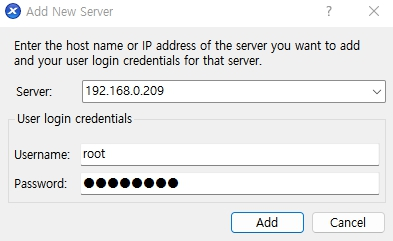 Add New Server
Enter the host name or IP address of the server you want to add
and your user login credentials for that server.
Server: 192.168.0.209
User login credentials
Username: root
Password: ●●●●●●●●
Add Cancel